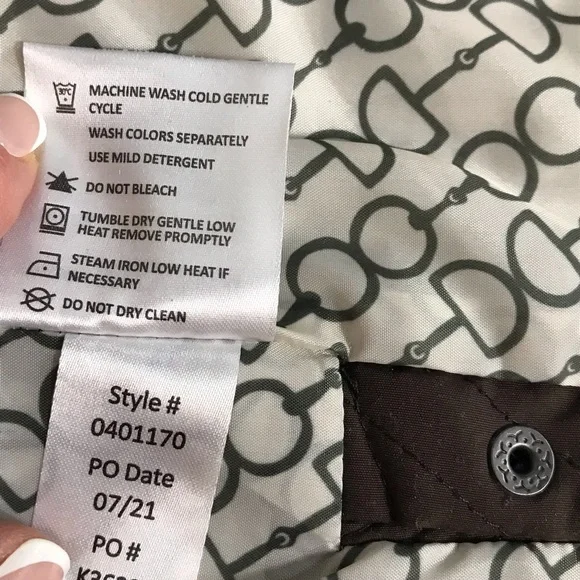 30°C
MACHINE WASH COLD GENTLE
CYCLE
WASH COLORS SEPARATELY
USE MILD DETERGENT
DO NOT BLEACH
TUMBLE DRY GENTLE LOW
HEAT REMOVE PROMPTLY
STEAM IRON LOW HEAT IF
NECESSARY
DO NOT DRY CLEAN
Style #
0401170
PO Date
07/21
PO #